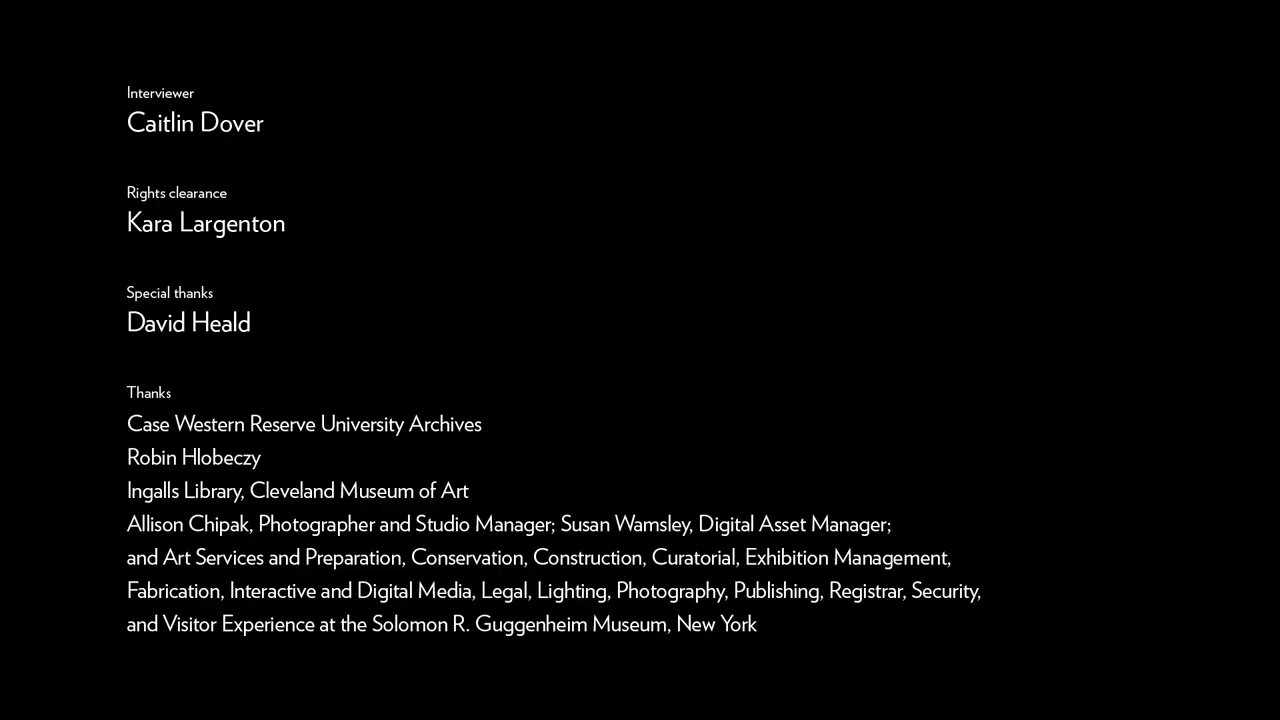 Interviewer
Caitlin Dover
Rights clearance
Kara Largenton
Special thanks
David Heald
Thanks
Case Western Reserve University Archives
Robin Hlobeczy
Ingalls Library, Cleveland Museum of Art
Allison Chipak, Photographer and Studio Manager; Susan Wamsley, Digital Asset Manager;
and Art Services and Preparation, Conservation, Construction, Curatorial, Exhibition Management,
Fabrication, Interactive and Digital Media, Legal, Lighting, Photography, Publishing, Registrar, Security,
and Visitor Experience at the Solomon R. Guggenheim Museum, New York